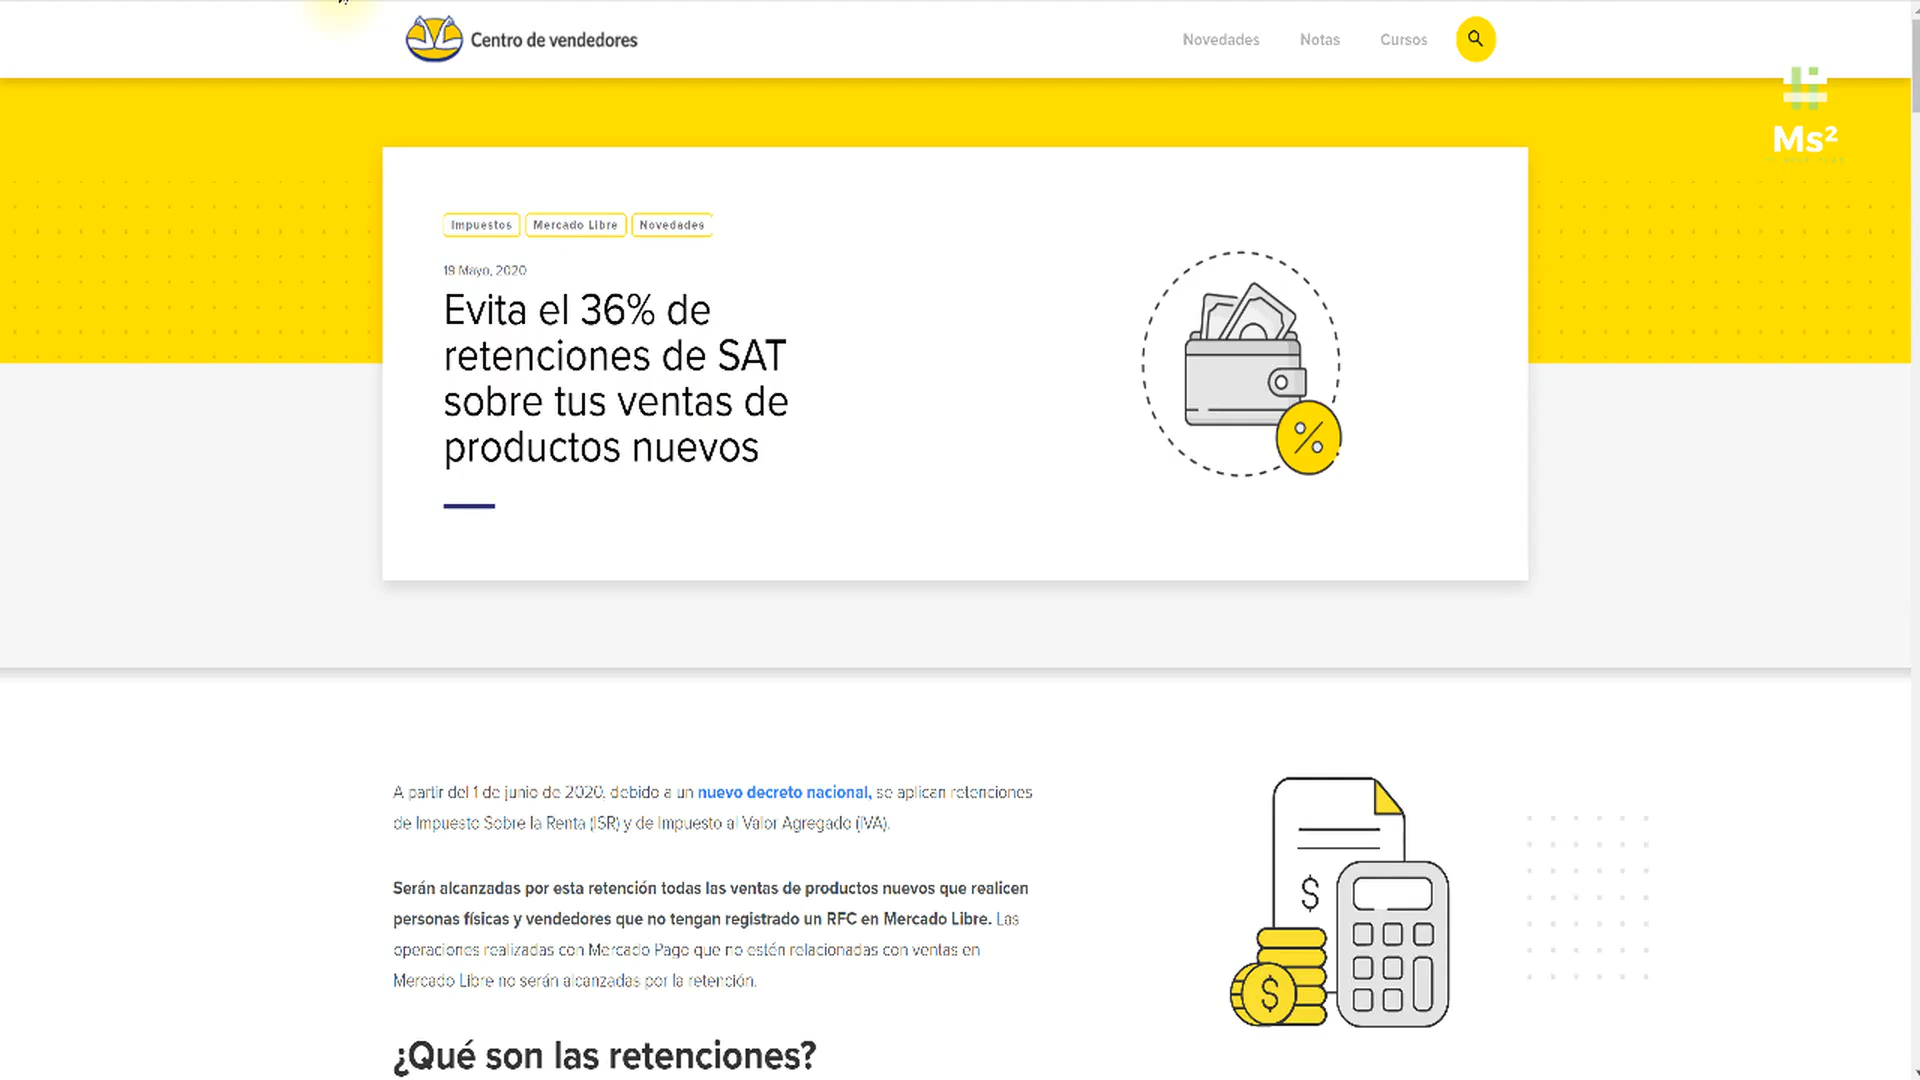 Centro de vendedores
Novedades
Notas
Cursos
Ms²
Impuestos
Mercado Libre
Novedades
19 Mayo, 2020
Evita el 36% de
retenciones de SAT
sobre tus ventas de
productos nuevos
A partir del 1 de junio de 2020, debido a un nuevo decreto nacional, se aplican retenciones
de Impuesto Sobre la Renta (ISR) y de Impuesto al Valor Agregado (IVA).
Serán alcanzadas por esta retención todas las ventas de productos nuevos que realicen
personas físicas y vendedores que no tengan registrado un RFC en Mercado Libre. Las
operaciones realizadas con Mercado Pago que no estén relacionadas con ventas en
Mercado Libre no serán alcanzadas por la retención.
¿Qué son las retenciones?